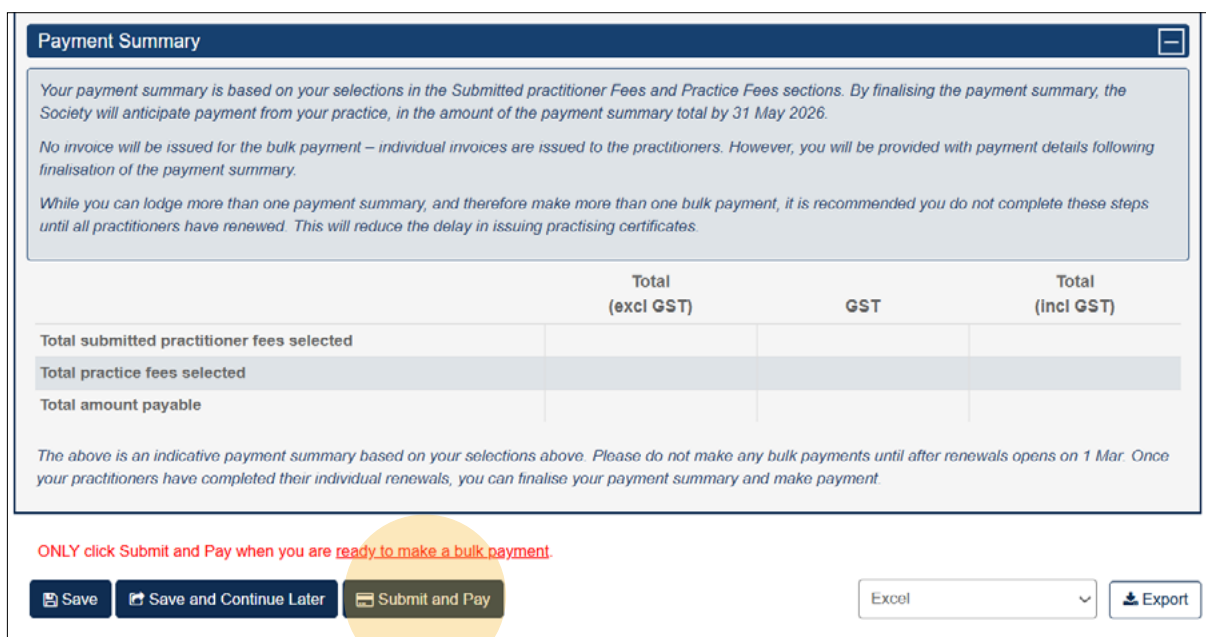 Payment Summary
Your payment summary is based on your selections in the Submitted practitioner Fees and Practice Fees sections. By finalising the payment summary, the
Society will anticipate payment from your practice, in the amount of the payment summary total by 31 May 2026.
No invoice will be issued for the bulk payment – individual invoices are issued to the practitioners. However, you will be provided with payment details following
finalisation of the payment summary.
While you can lodge more than one payment summary, and therefore make more than one bulk payment, it is recommended you do not complete these steps
until all practitioners have renewed. This will reduce the delay in issuing practising certificates.
Total (excl GST) GST Total (incl GST)
Total submitted practitioner fees selected
Total practice fees selected
Total amount payable
The above is an indicative payment summary based on your selections above. Please do not make any bulk payments until after renewals opens on 1 Mar. Once
your practitioners have completed their individual renewals, you can finalise your payment summary and make payment.
ONLY click Submit and Pay when you are ready to make a bulk payment.
Save Save and Continue Later Submit and Pay Excel Export